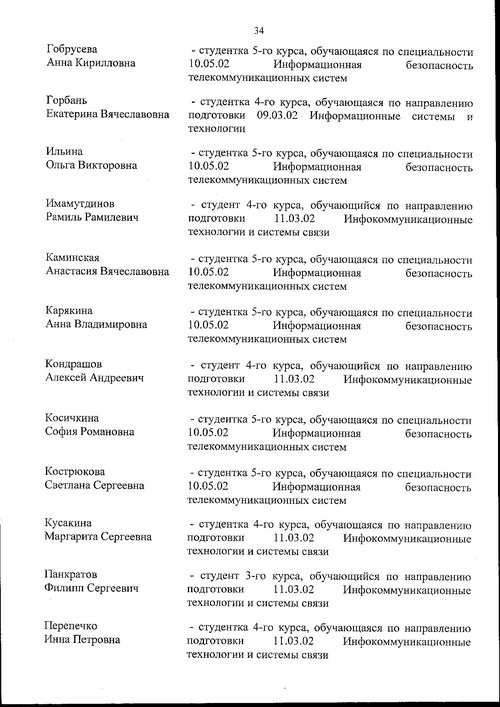 34
Гобрусева
Анна Кирилловна
- студентка 5-го курса, обучающаяся по специальности
10.05.02 Информационная безопасность
телекоммуникационных систем
Горбань
Екатерина Вячеславовна
- студентка 4-го курса, обучающаяся по направлению
подготовки 09.03.02 Информационные системы и
технологии
Ильина
Ольга Викторовна
- студентка 5-го курса, обучающаяся по специальности
10.05.02 Информационная безопасность
телекоммуникационных систем
Имамутдинов
Рамиль Рамилевич
- студент 4-го курса, обучающийся по направлению
подготовки 11.03.02 Инфокоммуникационные
технологии и системы связи
Каминская
Анастасия Вячеславовна
- студентка 5-го курса, обучающаяся по специальности
10.05.02 Информационная безопасность
телекоммуникационных систем
Карякина
Анна Владимировна
- студентка 5-го курса, обучающаяся по специальности
10.05.02 Информационная безопасность
телекоммуникационных систем
Кондрашов
Алексей Андреевич
- студент 4-го курса, обучающийся по направлению
подготовки 11.03.02 Инфокоммуникационные
технологии и системы связи
Косичкина
София Романовна
- студентка 5-го курса, обучающаяся по специальности
10.05.02 Информационная безопасность
телекоммуникационных систем
Кострюкова
Светлана Сергеевна
- студентка 5-го курса, обучающаяся по специальности
10.05.02 Информационная безопасность
телекоммуникационных систем
Кусакина
Маргарита Сергеевна
- студентка 4-го курса, обучающаяся по направлению
подготовки 11.03.02 Инфокоммуникационные
технологии и системы связи
Панкратов
Филипп Сергеевич
- студент 3-го курса, обучающийся по направлению
подготовки 11.03.02 Инфокоммуникационные
технологии и системы связи
Перепечко
Инна Петровна
- студентка 4-го курса, обучающаяся по направлению
подготовки 11.03.02 Инфокоммуникационные
технологии и системы связи